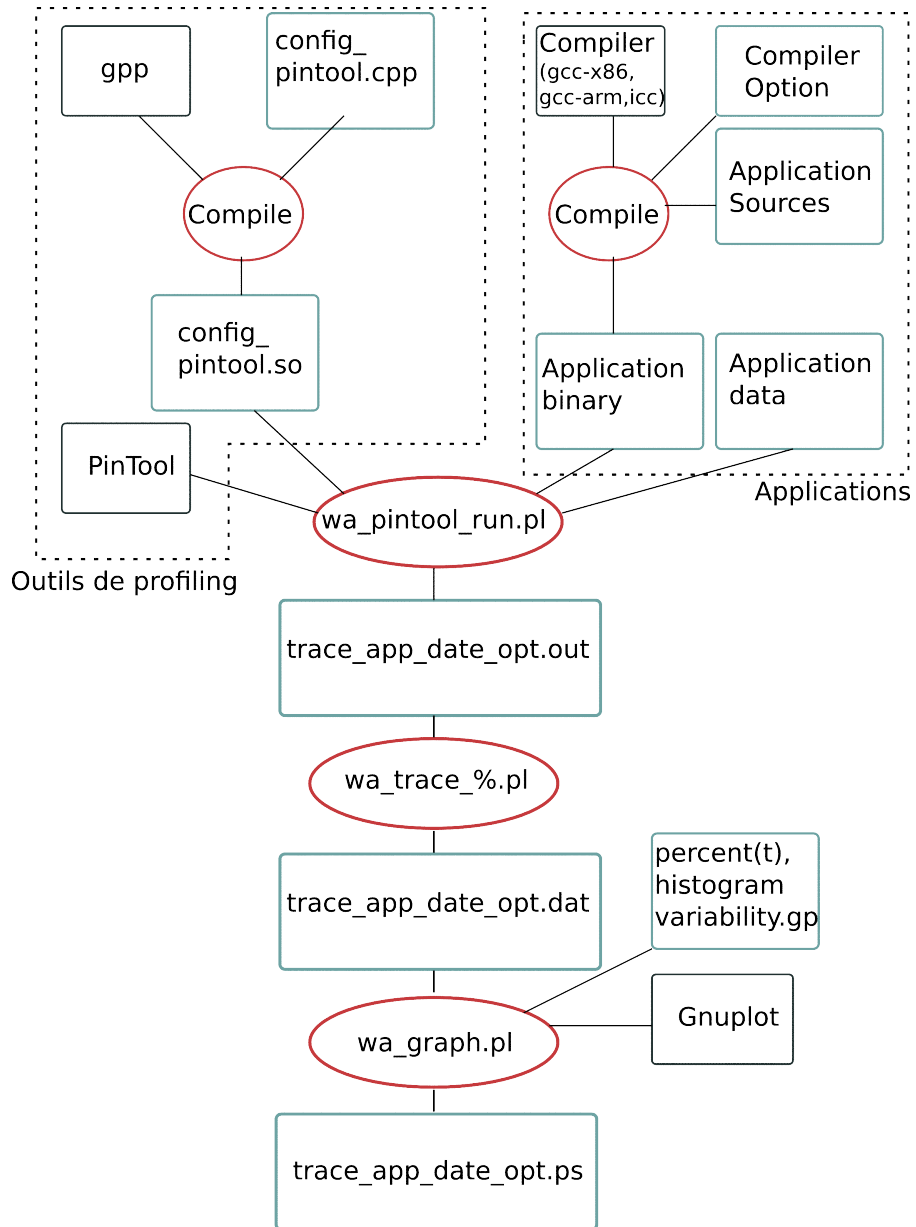 gpp
config_
pintool.cpp
Compile
config_
pintool.so
PinTool
Outils de profiling
Compiler
(gcc-x86,
gcc-arm,icc)
Compiler
Option
Application
Sources
Compile
Application
binary
Application
data
Applications
wa_pintool_run.pl
trace_app_date_opt.out
wa_trace_%.pl
trace_app_date_opt.dat
percent(t),
histogram
variability.gp
Gnuplot
wa_graph.pl
trace_app_date_opt.ps